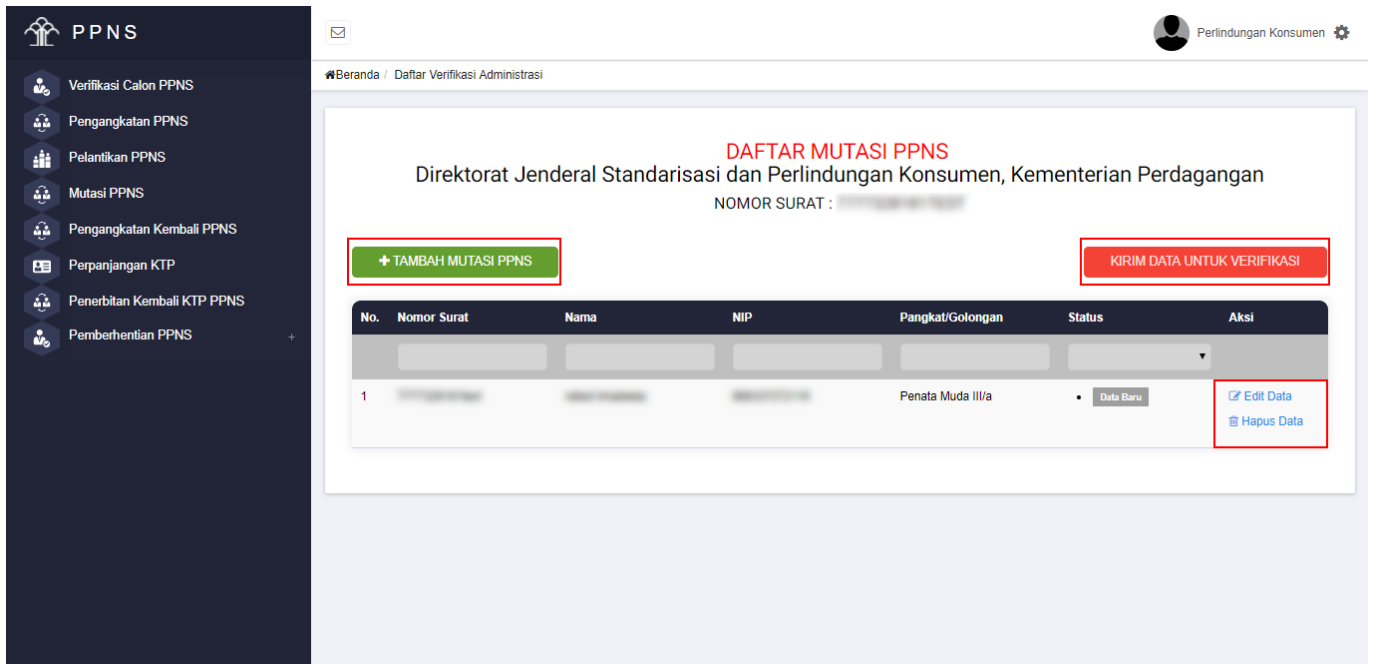 PPNS
Perlindungan Konsumen
Beranda / Daftar Verifikasi Administrasi
Verifikasi Calon PPNS
Pengangkatan PPNS
Pelantikan PPNS
Mutasi PPNS
Pengangkatan Kembali PPNS
Perpanjangan KTP
Penerbitan Kembali KTP PPNS
Pemberhentian PPNS +
DAFTAR MUTASI PPNS
Direktorat Jenderal Standarisasi dan Perlindungan Konsumen, Kementerian Perdagangan
NOMOR SURAT :
+ TAMBAH MUTASI PPNS
KIRIM DATA UNTUK VERIFIKASI
No. Nomor Surat Nama NIP Pangkat/Golongan Status Aksi
1 Penata Muda III/a • Data Baru Edit Data
Hapus Data